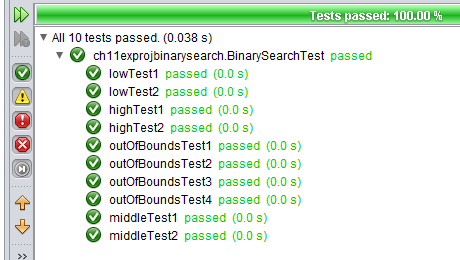 Tests passed: 100.00 %
All 10 tests passed. (0.038 s)
ch11exprojbinarysearch.BinarySearchTest passed
lowTest1 passed (0.0 s)
lowTest2 passed (0.0 s)
highTest1 passed (0.0 s)
highTest2 passed (0.0 s)
outOfBoundsTest1 passed (0.0 s)
outOfBoundsTest2 passed (0.0 s)
outOfBoundsTest3 passed (0.0 s)
outOfBoundsTest4 passed (0.0 s)
middleTest1 passed (0.0 s)
middleTest2 passed (0.0 s)